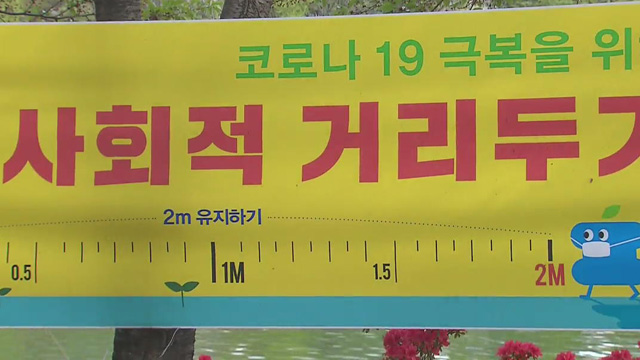 코로나 19 극복을 위
사회적 거리두기
2m 유지하기
0.5 1M 1.5 2M